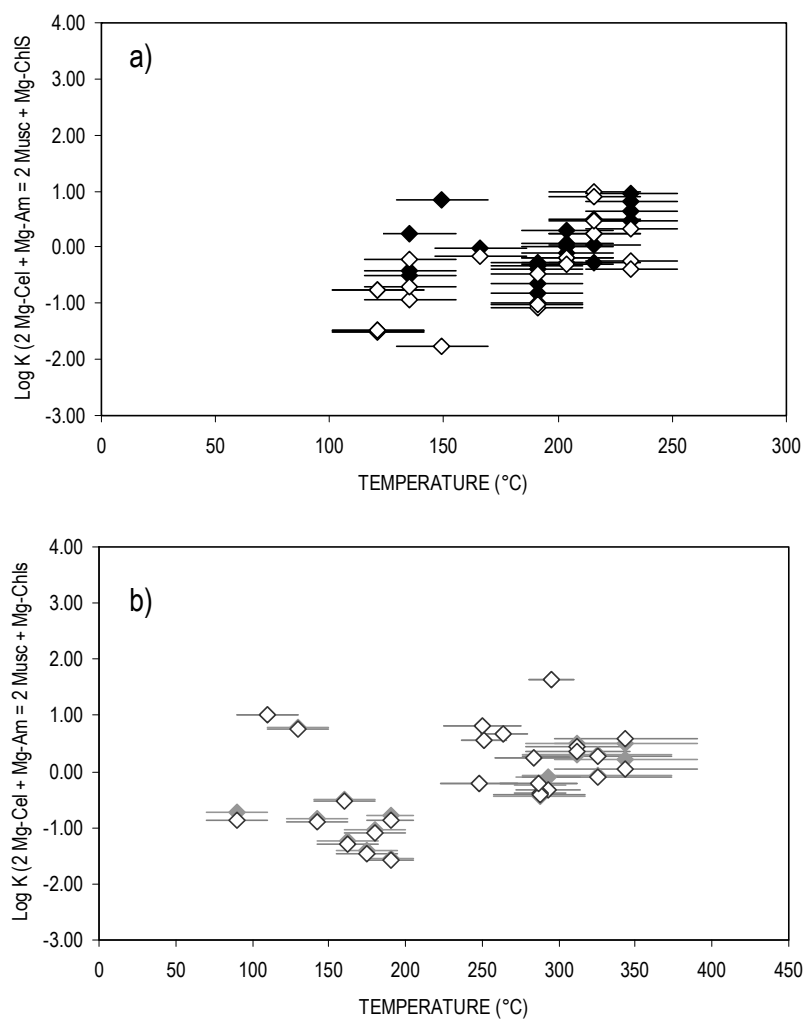 a)
4.00
3.00
2.00
1.00
0.00
-1.00
-2.00
-3.00
Log K (2 Mg-Cel + Mg-Am = 2 Musc + Mg-ChlS
0 50 100 150 200 250 300
TEMPERATURE (°C)
b)
4.00
3.00
2.00
1.00
0.00
-1.00
-2.00
-3.00
Log K (2 Mg-Cel + Mg-Am = 2 Musc + Mg-Chls
0 50 100 150 200 250 300 350 400 450
TEMPERATURE (°C)